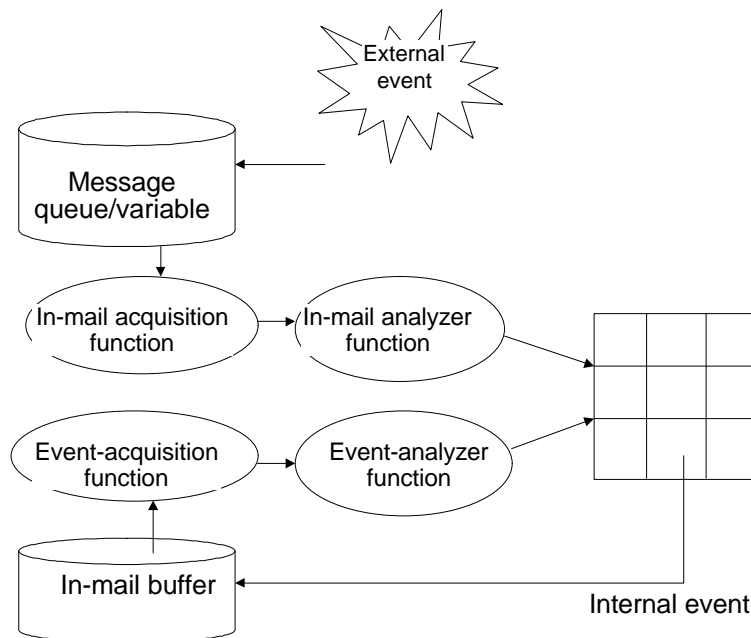 External
event
Message
queue/variable
In-mail acquisition
function
In-mail analyzer
function
Event-acquisition
function
Event-analyzer
function
In-mail buffer
Internal event